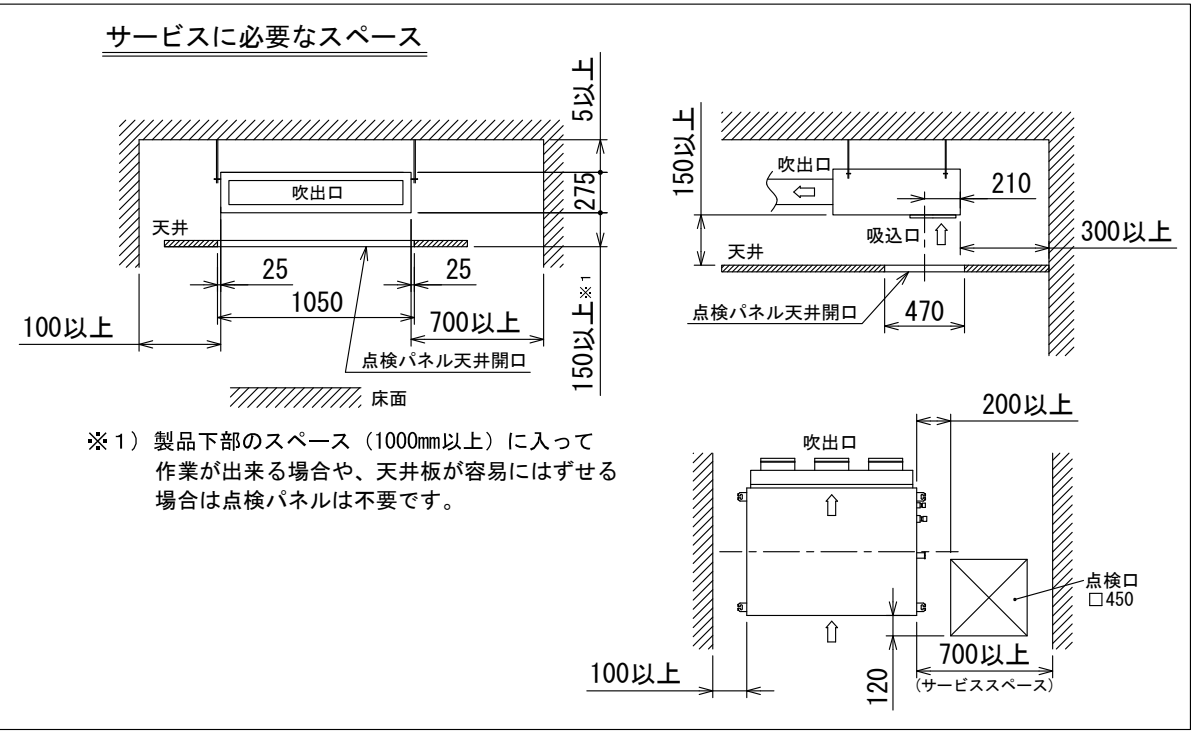 サービスに必要なスペース
5以上
275
150以上※1
吹出口
天井
25
25
1050
100以上
700以上
点検パネル天井開口
床面
※1）製品下部のスペース（1000㎜以上）に入って
作業が出来る場合や、天井板が容易にはずせる
場合は点検パネルは不要です。
150以上
吹出口
210
吸込口
300以上
天井
点検パネル天井開口
470
200以上
吹出口
点検口
□450
100以上
120
700以上
(サービススペース)